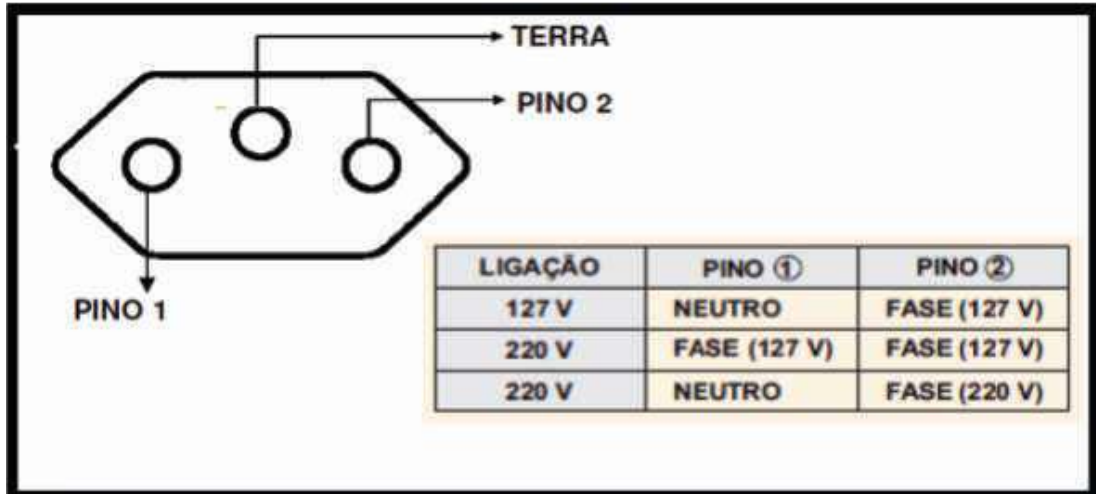 TERRA
PINO 2
PINO 1
LIGAÇÃO PINO ① PINO ②
127 V NEUTRO FASE (127 V)
220 V FASE (127 V) FASE (127 V)
220 V NEUTRO FASE (220 V)